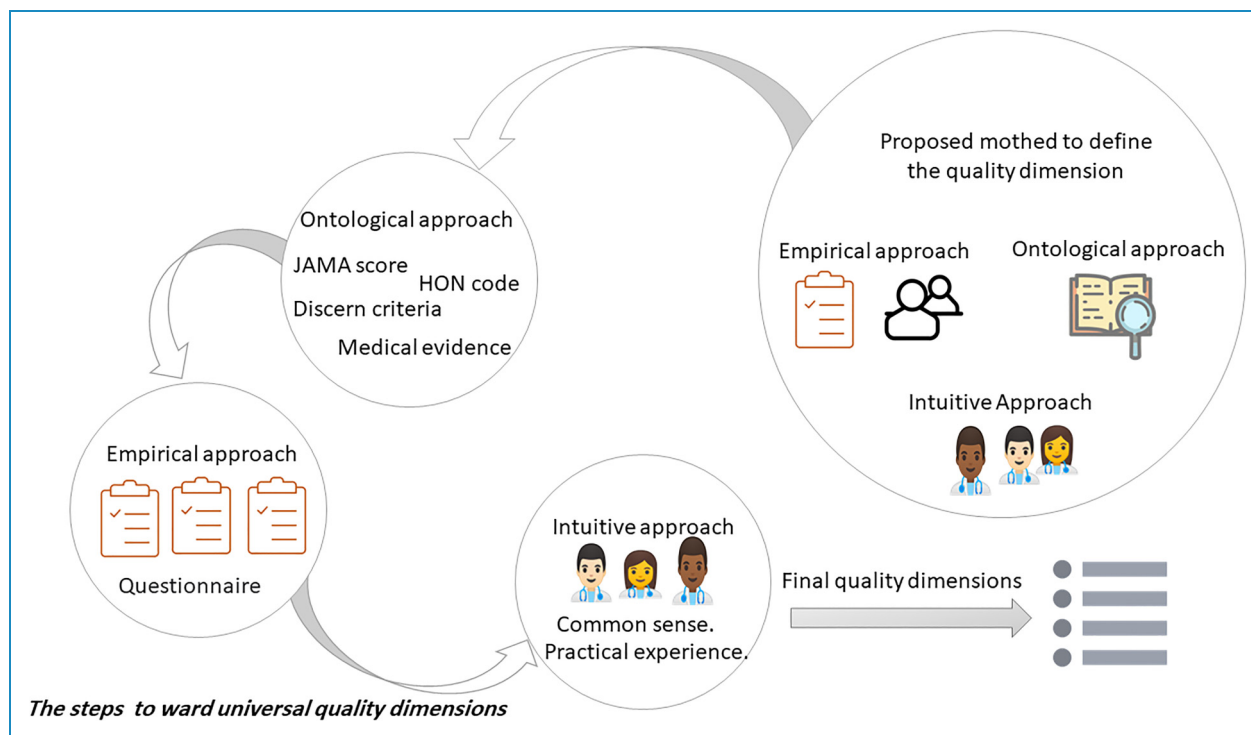 Proposed mothed to define
the quality dimension
Empirical approach
Ontological approach
Intuitive Approach
Ontological approach
JAMA score
HON code
Discern criteria
Medical evidence
Empirical approach
Questionnaire
Intuitive approach
Common sense.
Practical experience.
Final quality dimensions
The steps to ward universal quality dimensions